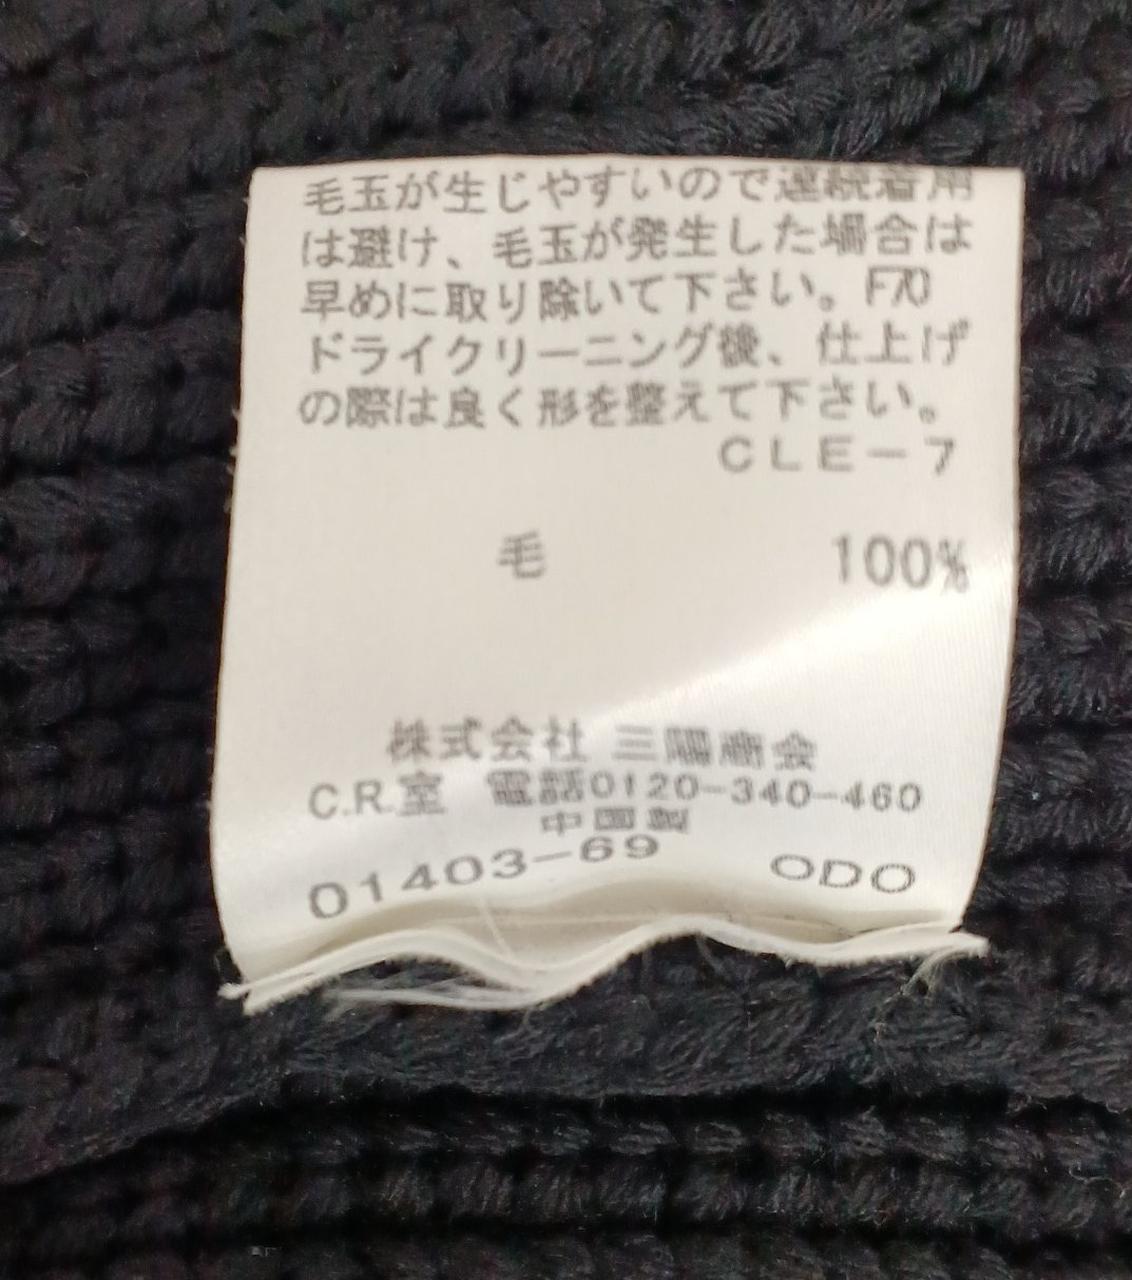 毛玉が生じやすいので連続着用
は避け、毛玉が発生した場合は
早めに取り除いて下さい。F70
ドライクリーニング後、仕上げ
の際は良く形を整えて下さい。
CLE-7
毛 100%
株式会社 三陽商会
C.R.室 電話0120-340-460
中国製
01403-69 ODO